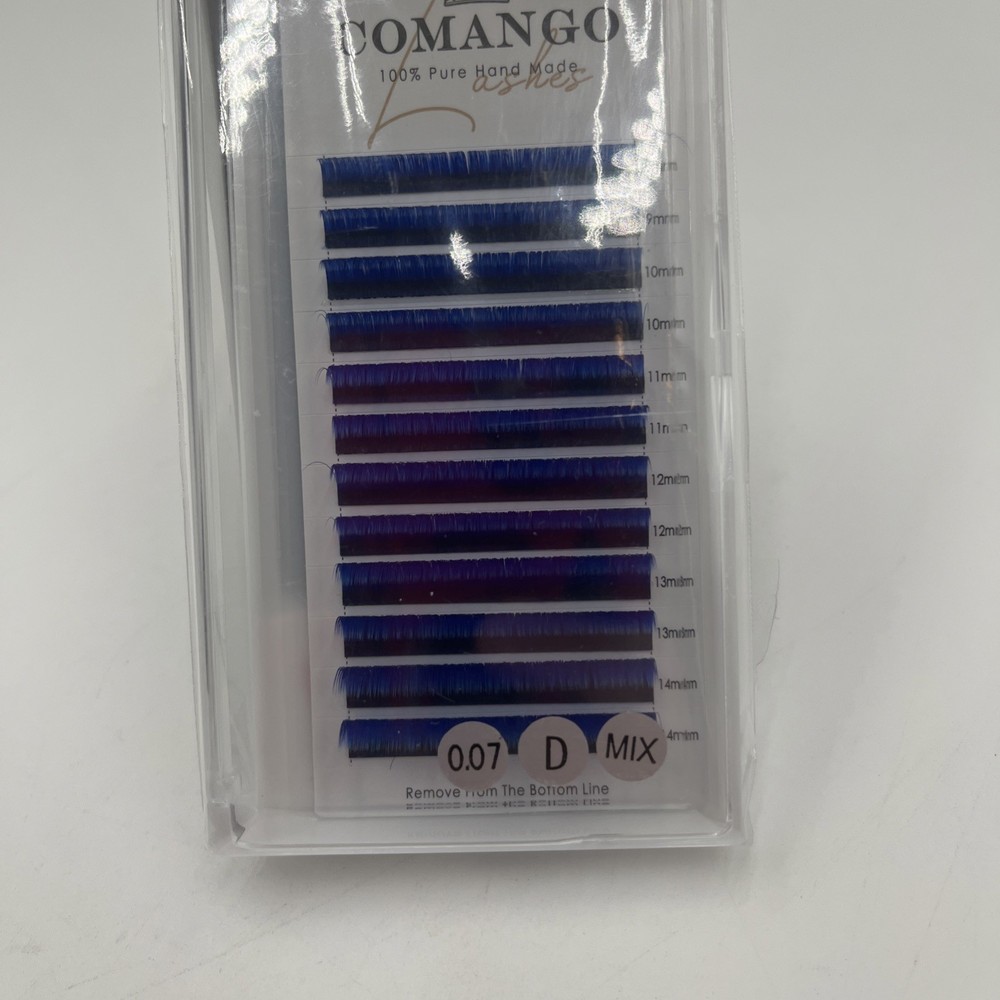 COMANGO
Lashes
100% Pure Hand Made
9mm
10mm
10mm
11mm
12mm
12mm
13mm
13mm
14mm
0.07
D
MIX
Remove From The Bottom Line